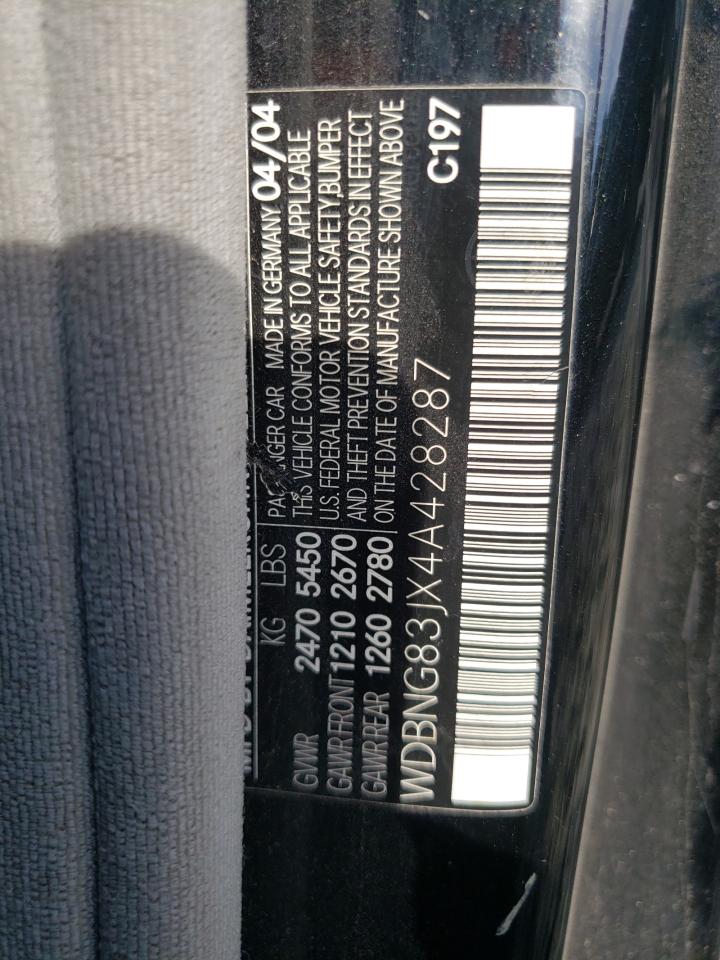 KG LBS
GVWR 2470 5450
GAWR FRONT 1210 2670
GAWR REAR 1260 2780
MADE IN GERMANY 04/04
CAR
THIS VEHICLE CONFORMS TO ALL APPLICABLE
U.S. FEDERAL MOTOR VEHICLE SAFETY,BUMPER
AND THEFT PREVENTION STANDARDS IN EFFECT
ON THE DATE OF MANUFACTURE SHOWN ABOVE
WDBNG83JX4A428287 C197